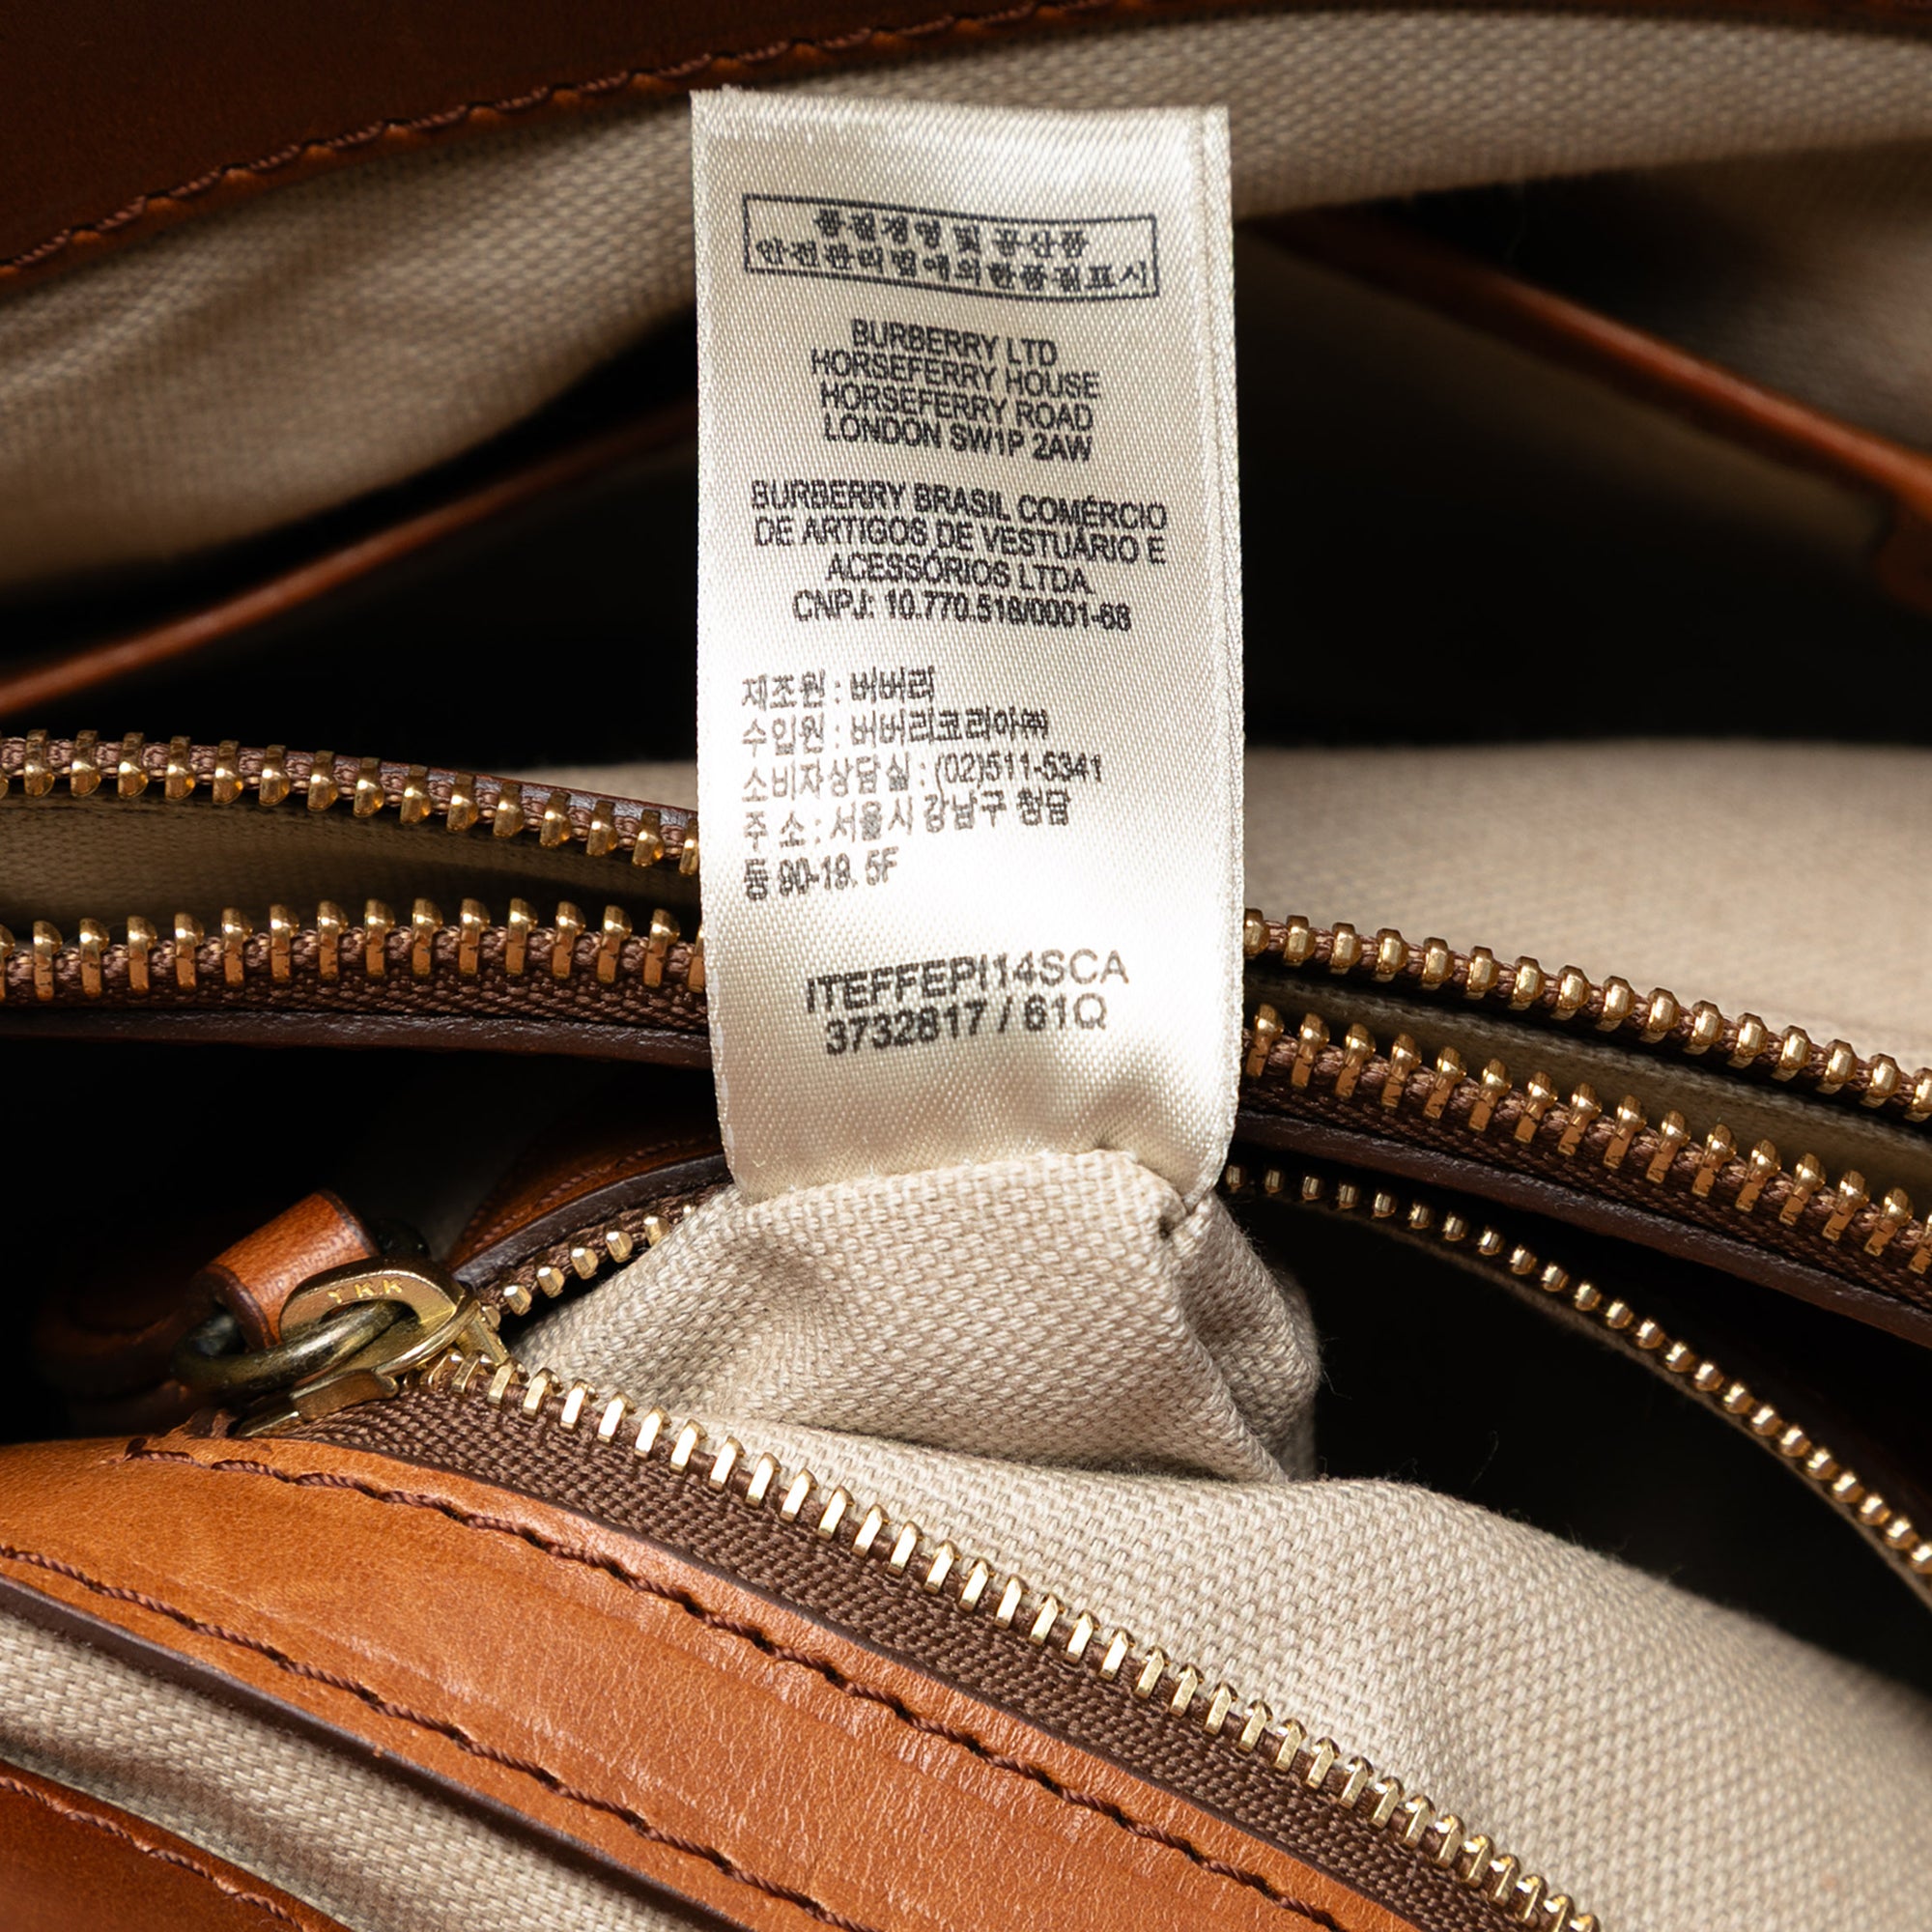 품질경영 및 공산품
안전관리법에의한품질표시
BURBERRY LTD
HORSEFERRY HOUSE
HORSEFERRY ROAD
LONDON SW1P 2AW
BURBERRY BRASIL COMÉRCIO
DE ARTIGOS DE VESTUÁRIO E
ACESSÓRIOS LTDA
CNPJ: 10.770.518/0001-68
제조원 : 버버리
수입원 : 버버리코리아㈜
소비자상담실 : (02)511-5341
주 소 : 서울시 강남구 청담
동 90-19. 5F
ITEFFEPI14SCA
3732817 / 61Q
YKK